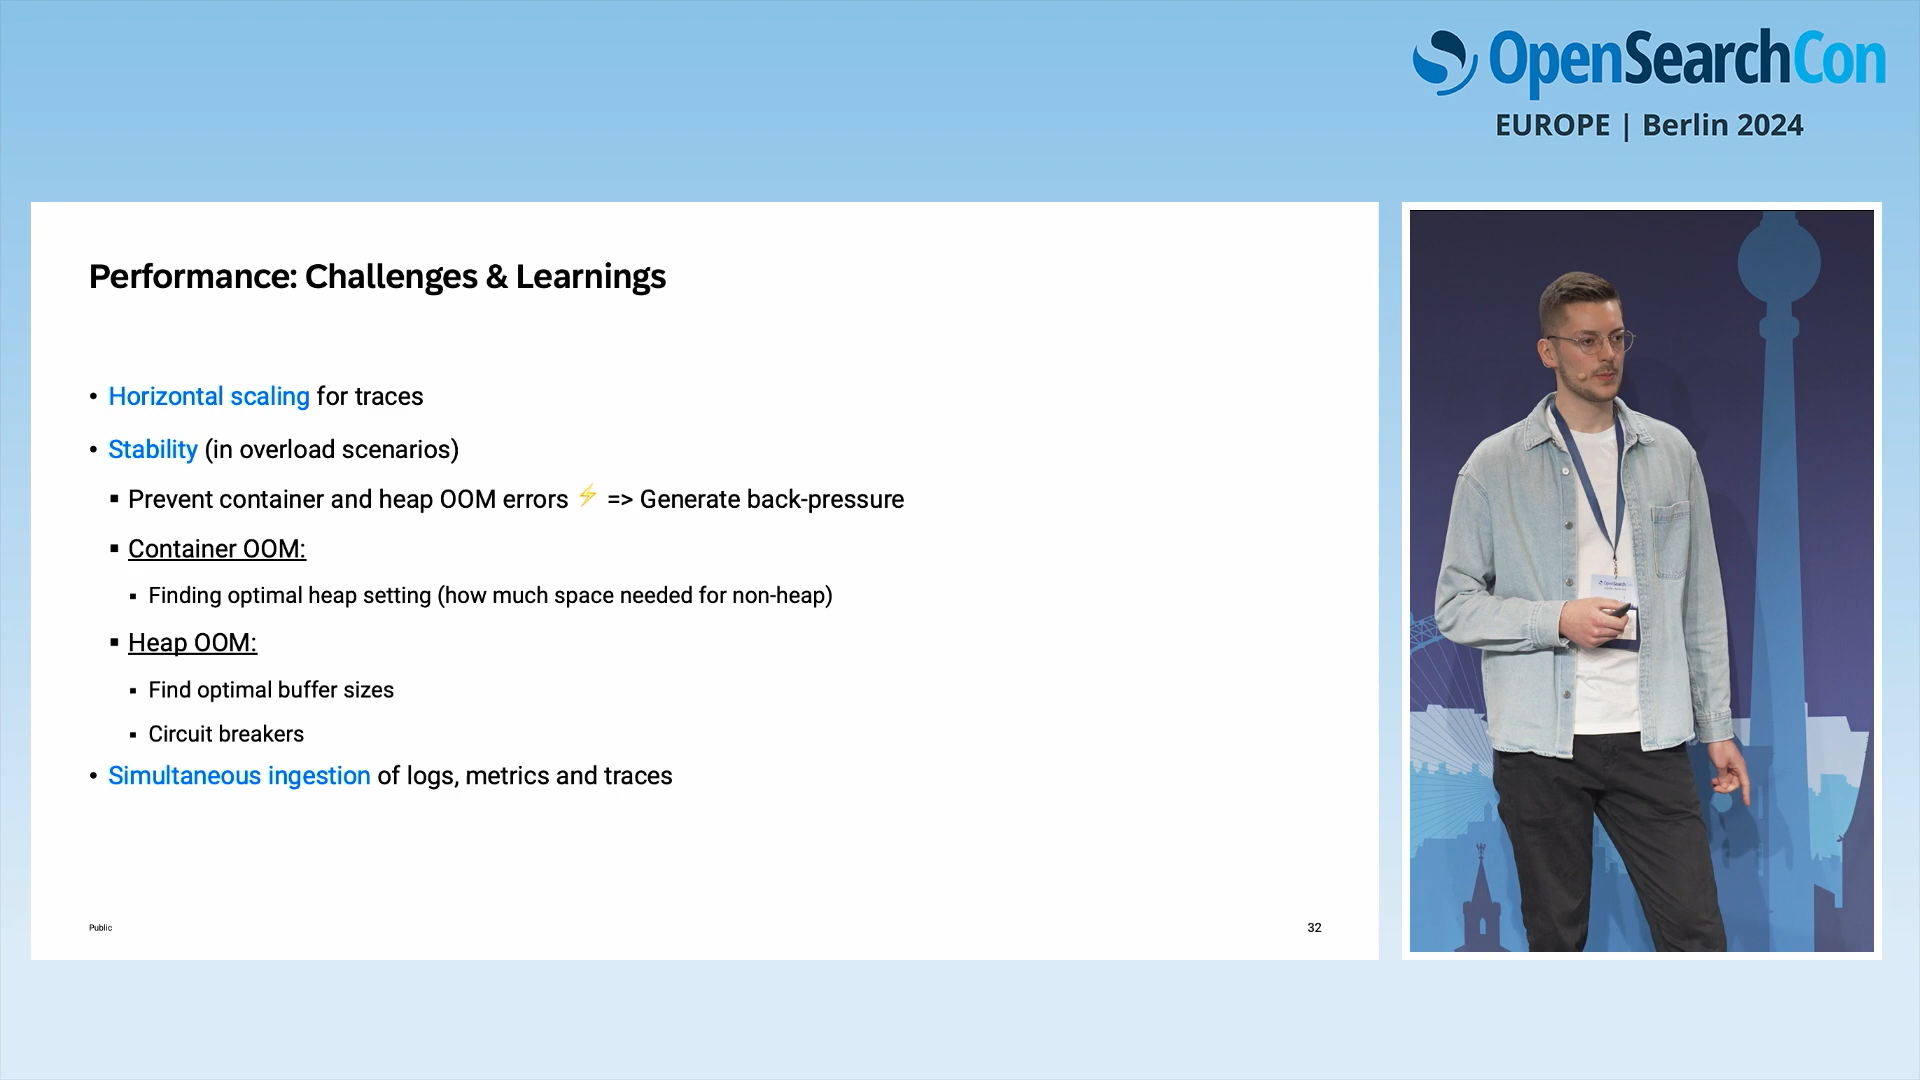 OpenSearchCon
EUROPE | Berlin 2024
Performance: Challenges & Learnings
• Horizontal scaling for traces
• Stability (in overload scenarios)
▪ Prevent container and heap OOM errors ⚡ => Generate back-pressure
▪ Container OOM:
▪ Finding optimal heap setting (how much space needed for non-heap)
▪ Heap OOM:
▪ Find optimal buffer sizes
▪ Circuit breakers
• Simultaneous ingestion of logs, metrics and traces
Public
32